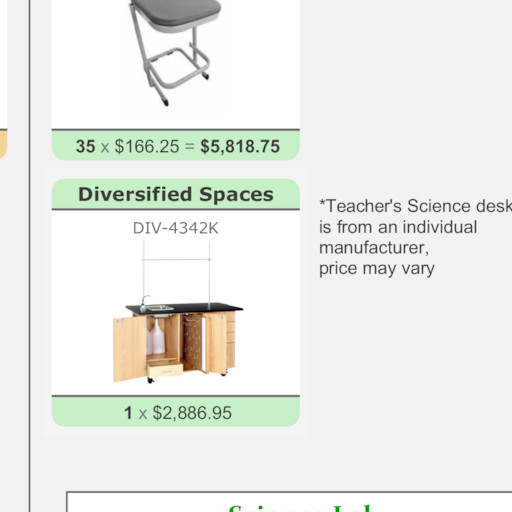 35 x $166.25 = $5,818.75
Diversified Spaces
DIV-4342K
*Teacher's Science desk
is from an individual
manufacturer,
price may vary
1 x $2,886.95